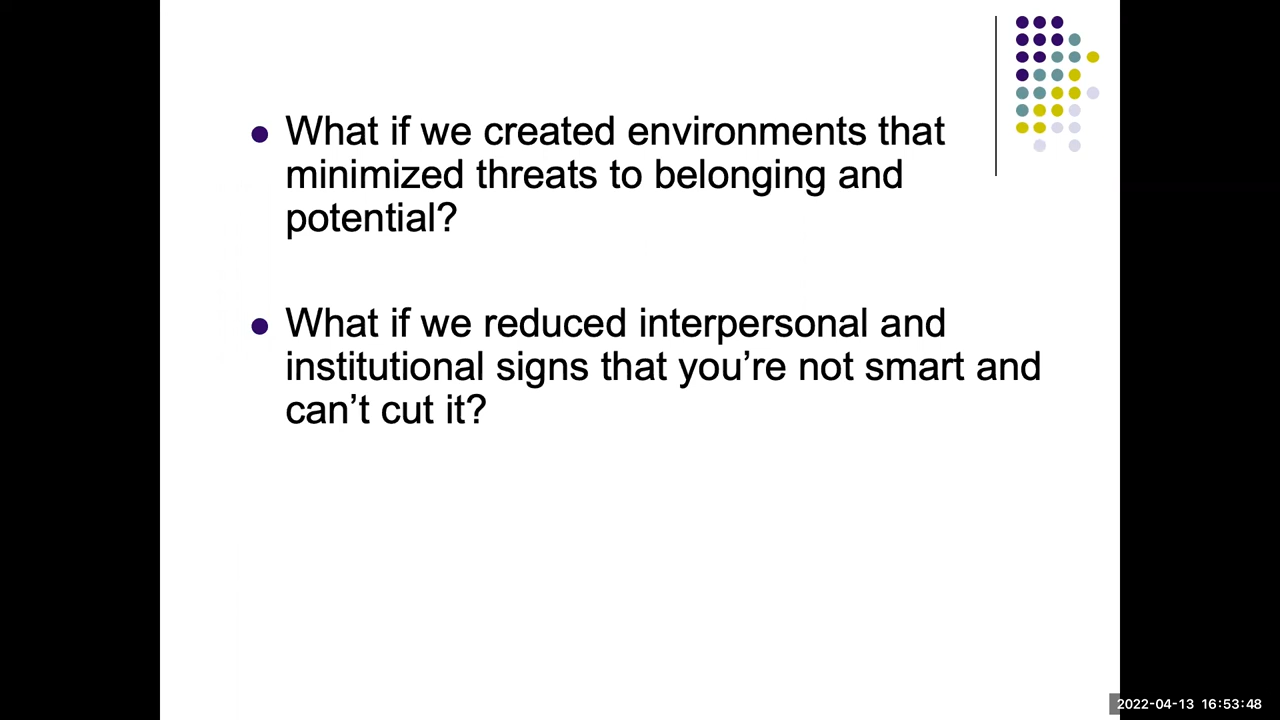 What if we created environments that
minimized threats to belonging and
potential?
What if we reduced interpersonal and
institutional signs that you’re not smart and
can’t cut it?
2022-04-13 16:53:48